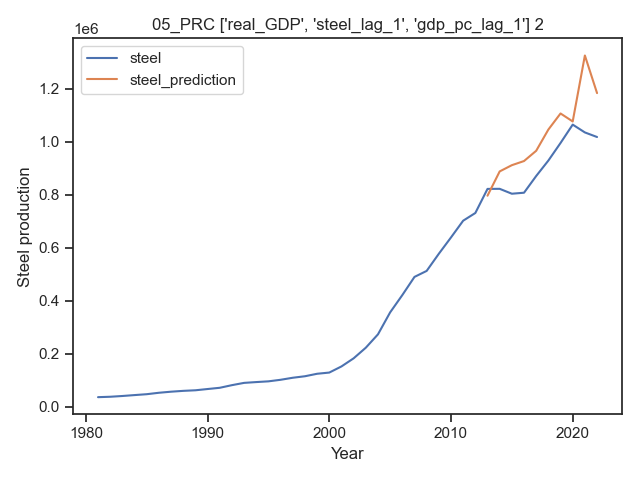 05_PRC ['real_GDP', 'steel_lag_1', 'gdp_pc_lag_1'] 2
1e6
steel
steel_prediction
1.2
1.0
0.8
0.6
0.4
0.2
0.0
Steel production
1980 1990 2000 2010 2020
Year